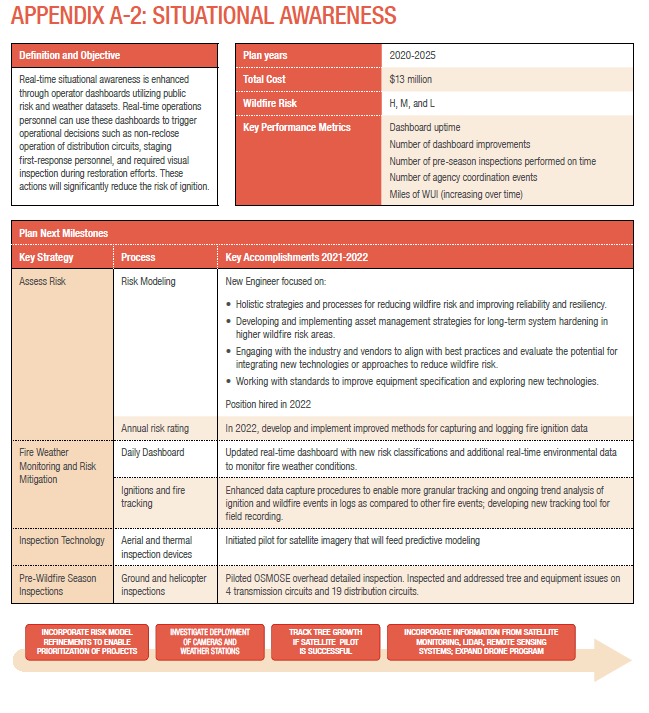 APPENDIX A-2: SITUATIONAL AWARENESS
Definition and Objective
Real-time situational awareness is enhanced
through operator dashboards utilizing public
risk and weather datasets. Real-time operations
personnel can use these dashboards to trigger
operational decisions such as non-reclose
operation of distribution circuits, staging
first-response personnel, and required visual
inspection during restoration efforts. These
actions will significantly reduce the risk of ignition.
Plan years 2020-2025
Total Cost $13 million
Wildfire Risk H, M, and L
Key Performance Metrics Dashboard uptime
Number of dashboard improvements
Number of pre-season inspections performed on time
Number of agency coordination events
Miles of WUI (increasing over time)
Plan Next Milestones
Key Strategy Process Key Accomplishments 2021-2022
Assess Risk Risk Modeling New Engineer focused on:
• Holistic strategies and processes for reducing wildfire risk and improving reliability and resiliency.
• Developing and implementing asset management strategies for long-term system hardening in
higher wildfire risk areas.
• Engaging with the industry and vendors to align with best practices and evaluate the potential for
integrating new technologies or approaches to reduce wildfire risk.
• Working with standards to improve equipment specification and exploring new technologies.
Position hired in 2022
Annual risk rating In 2022, develop and implement improved methods for capturing and logging fire ignition data
Fire Weather
Monitoring and Risk
Mitigation
Daily Dashboard Updated real-time dashboard with new risk classifications and additional real-time environmental data
to monitor fire weather conditions.
Ignitions and fire
tracking
Enhanced data capture procedures to enable more granular tracking and ongoing trend analysis of
ignition and wildfire events in logs as compared to other fire events; developing new tracking tool for
field recording.
Inspection Technology Aerial and thermal
inspection devices
Initiated pilot for satellite imagery that will feed predictive modeling
Pre-Wildfire Season
Inspections
Ground and helicopter
inspections
Piloted OSMOSE overhead detailed inspection. Inspected and addressed tree and equipment issues on
4 transmission circuits and 19 distribution circuits.
INCORPORATE RISK MODEL
REFINEMENTS TO ENABLE
PRIORITIZATION OF PROJECTS
INVESTIGATE DEPLOYMENT
OF CAMERAS AND
WEATHER STATIONS
TRACK TREE GROWTH
IF SATELLITE PILOT
IS SUCCESSFUL
INCORPORATE INFORMATION FROM SATELLITE
MONITORING, LIDAR, REMOTE SENSING
SYSTEMS; EXPAND DRONE PROGRAM